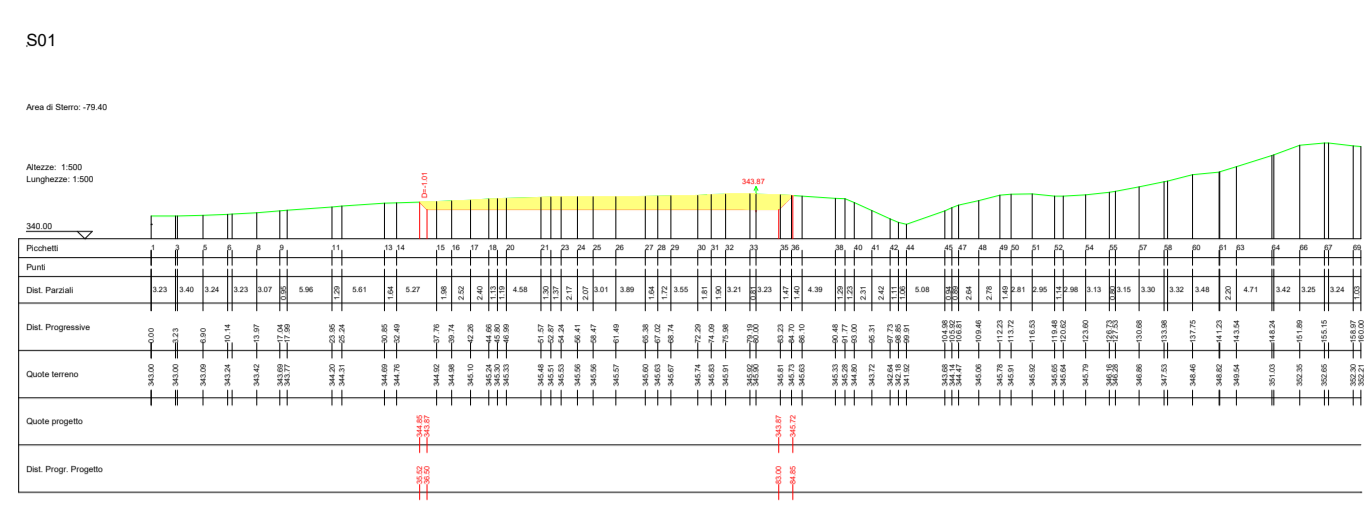 S01
Area di Sterro: -79.40
Altezze: 1:500
Lunghezze: 1:500
D=-1.01
343.87
340.00
Picchetti 1 3 5 6 8 9 11 13 14 15 16 17 18 19 20 21 22 23 24 25 26 27 28 29 30 31 32 33 35 36 38 39 40 41 42 44 45 47 48 49 50 51 52 54 55 57 58 60 61 63 64 66 67 69
Punti
Dist. Parziali 3.23 3.40 3.24 3.23 3.07 0.95 5.96 1.29 5.61 1.64 5.27 1.98 2.52 2.40 1.13 1.19 4.58 1.30 1.37 2.17 2.07 3.01 3.89 1.64 1.72 3.55 1.81 1.90 3.21 0.81 3.23 1.47 1.40 4.39 1.29 1.23 2.31 2.42 1.11 1.06 5.08 0.94 0.89 2.64 2.78 1.49 2.81 2.95 1.14 2.98 3.13 0.80 3.15 3.30 3.32 3.48 2.20 4.71 3.42 3.25 3.24 1.03
Dist. Progressive 0.00 3.23 6.90 10.14 13.97 17.04 17.99 23.95 25.24 30.85 32.49 37.76 39.74 42.26 44.66 45.80 46.99 51.57 52.87 54.24 56.41 58.47 61.49 65.38 67.02 68.74 72.29 74.09 75.98 79.19 80.00 83.23 84.70 86.10 90.48 91.77 93.00 95.31 97.73 98.85 99.91 104.98 105.92 106.81 109.46 112.23 113.72 116.53 119.48 120.62 123.60 126.73 127.53 130.68 133.98 137.75 141.23 143.54 148.24 151.89 155.15 158.97 160.00
Quote terreno 343.00 343.00 343.09 343.24 343.42 343.69 343.77 344.20 344.31 344.69 344.76 344.92 344.98 345.10 345.24 345.30 345.33 345.48 345.51 345.53 345.56 345.56 345.57 345.60 345.63 345.67 345.74 345.83 345.91 345.92 345.90 345.81 345.73 345.63 345.33 345.28 344.80 343.72 342.64 342.18 341.92 343.68 344.14 344.47 345.06 345.78 345.91 345.92 345.65 345.64 345.79 346.16 346.28 346.86 347.53 348.46 348.82 349.54 351.03 352.35 352.65 352.30 352.21
Quote progetto 344.85 343.87 343.87 345.72
Dist. Progr. Progetto 35.52 36.50 83.00 84.85